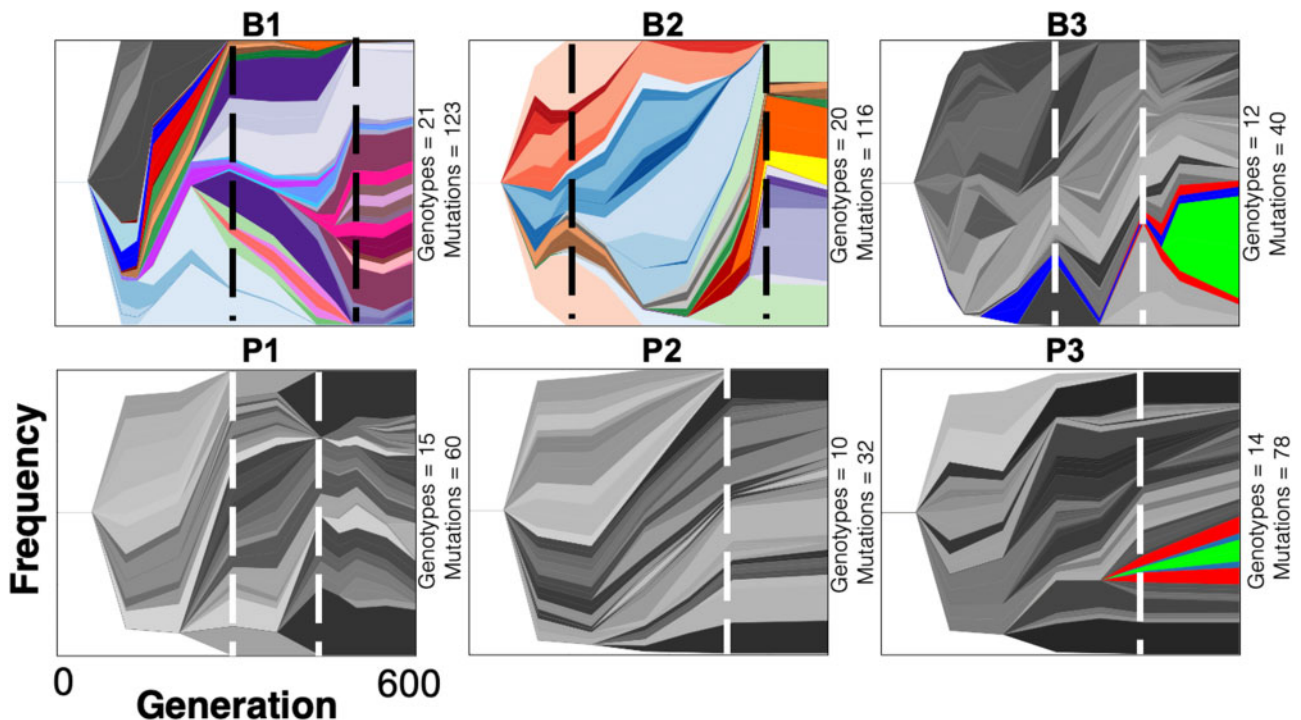 B1
B2
B3
Genotypes = 21
Mutations = 123
Genotypes = 20
Mutations = 116
Genotypes = 12
Mutations = 40
P1
P2
P3
Genotypes = 15
Mutations = 60
Genotypes = 10
Mutations = 32
Genotypes = 14
Mutations = 78
Frequency
0
600
Generation